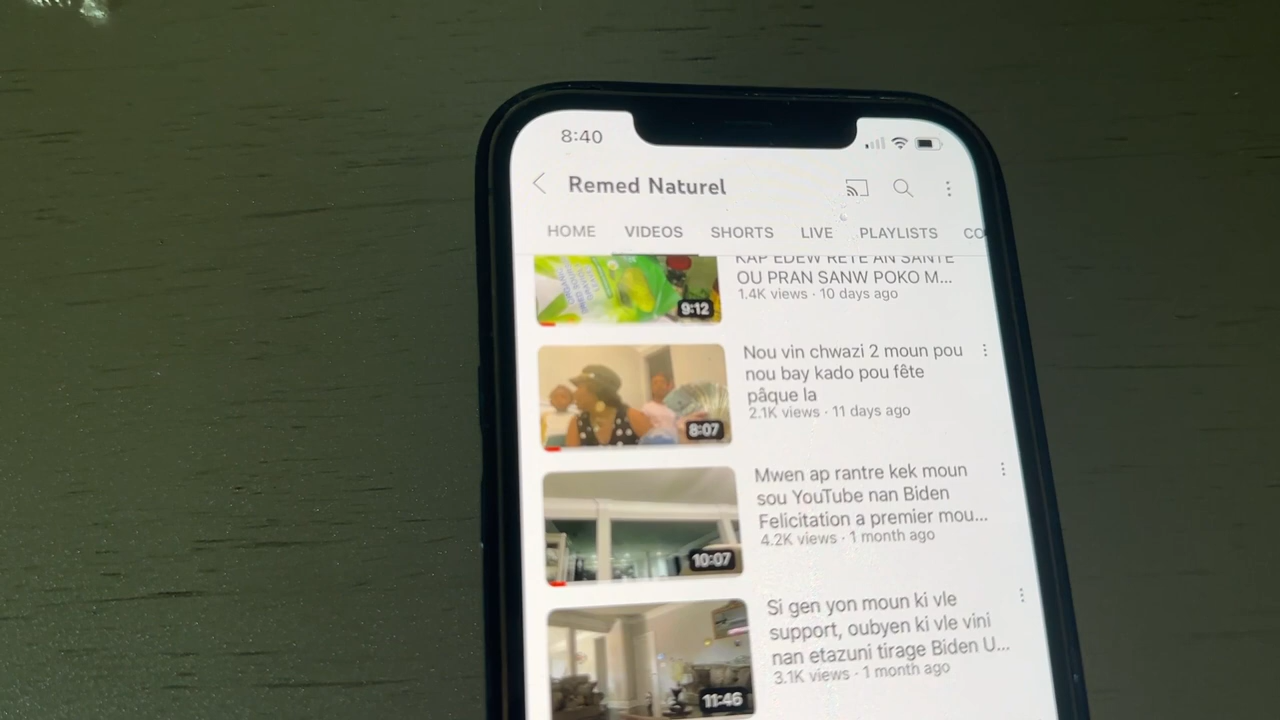 8:40
Remed Naturel
HOME VIDEOS SHORTS LIVE PLAYLISTS CO
KAP EDEW RETE AN SANTE
OU PRAN SANW POKO M...
1.4K views · 10 days ago
9:12
Nou vin chwazi 2 moun pou
nou bay kado pou fête
pâque la
2.1K views · 11 days ago
8:07
Mwen ap rantre kek moun
sou YouTube nan Biden
Felicitation a premier mou...
4.2K views · 1 month ago
10:07
Si gen yon moun ki vle
support, oubyen ki vle vini
nan etazuni tirage Biden U...
3.1K views · 1 month ago
11:46